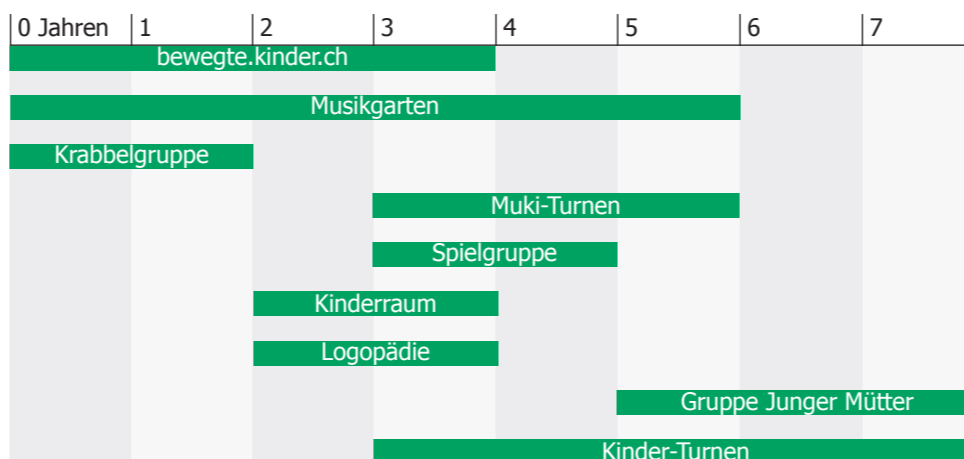 0 Jahren 1 2 3 4 5 6 7
bewegte.kinder.ch
Musikgarten
Krabbelgruppe
Muki-Turnen
Spielgruppe
Kinderraum
Logopädie
Gruppe Junger Mütter
Kinder-Turnen